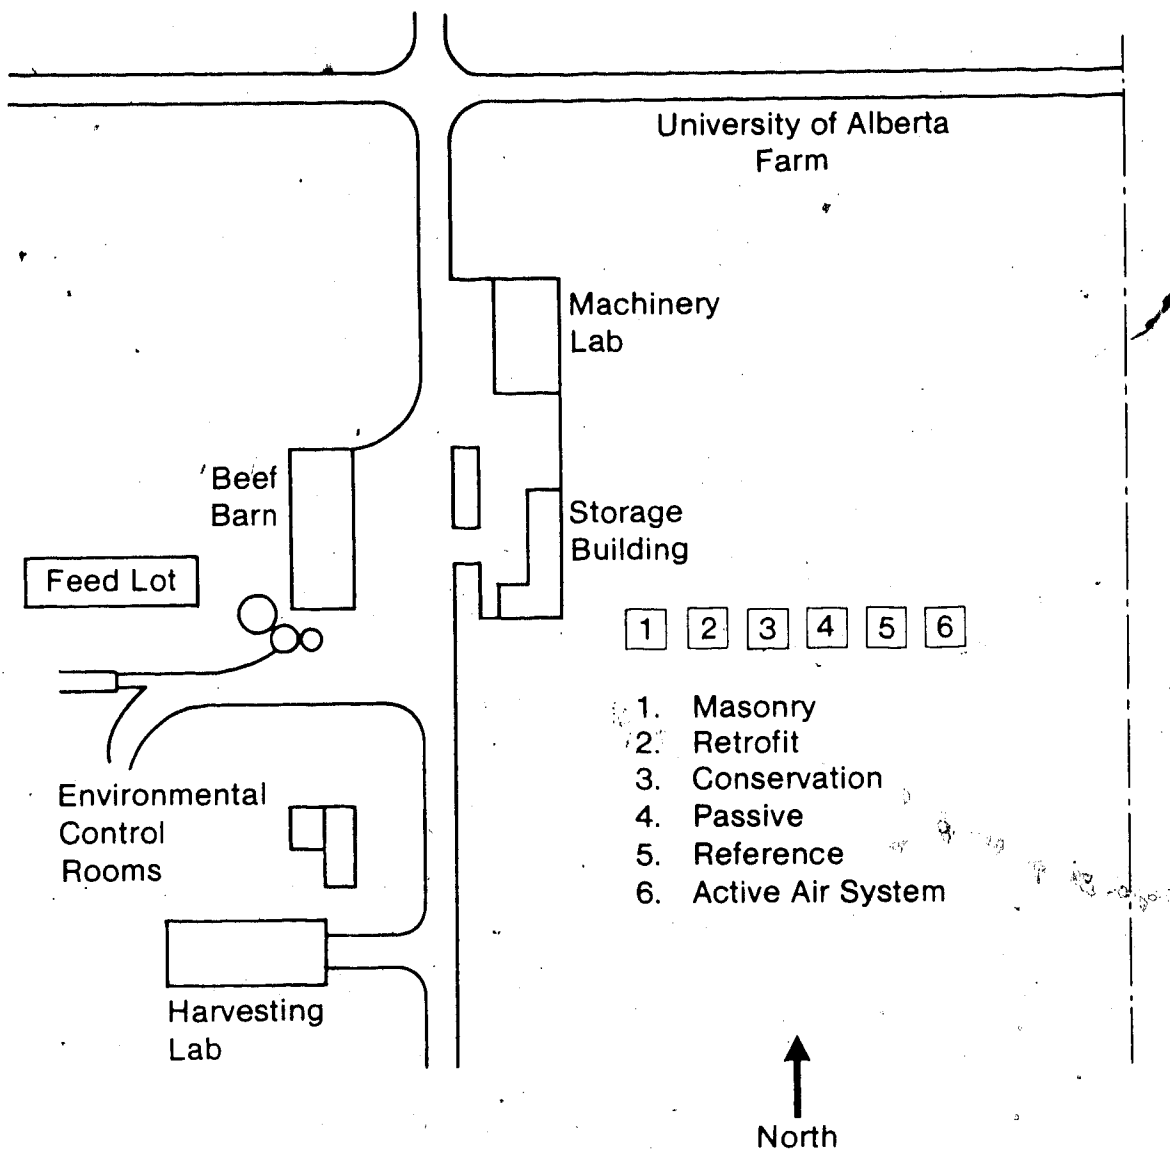 University of Alberta
Farm
Machinery
Lab
Beef
Barn
Storage
Building
Feed Lot
1 2 3 4 5 6
1. Masonry
2. Retrofit
3. Conservation
4. Passive
5. Reference
6. Active Air System
Environmental
Control
Rooms
Harvesting
Lab
North